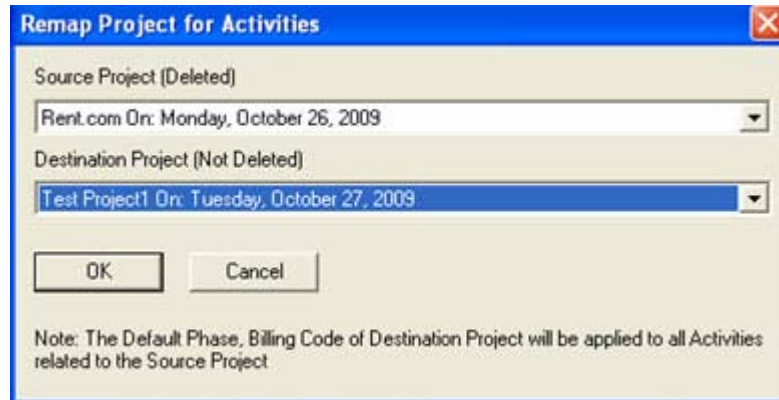 Remap Project for Activities
Source Project (Deleted)
Rent.com On: Monday, October 26, 2009
Destination Project (Not Deleted)
Test Project1 On: Tuesday, October 27, 2009
OK Cancel
Note: The Default Phase, Billing Code of Destination Project will be applied to all Activities
related to the Source Project